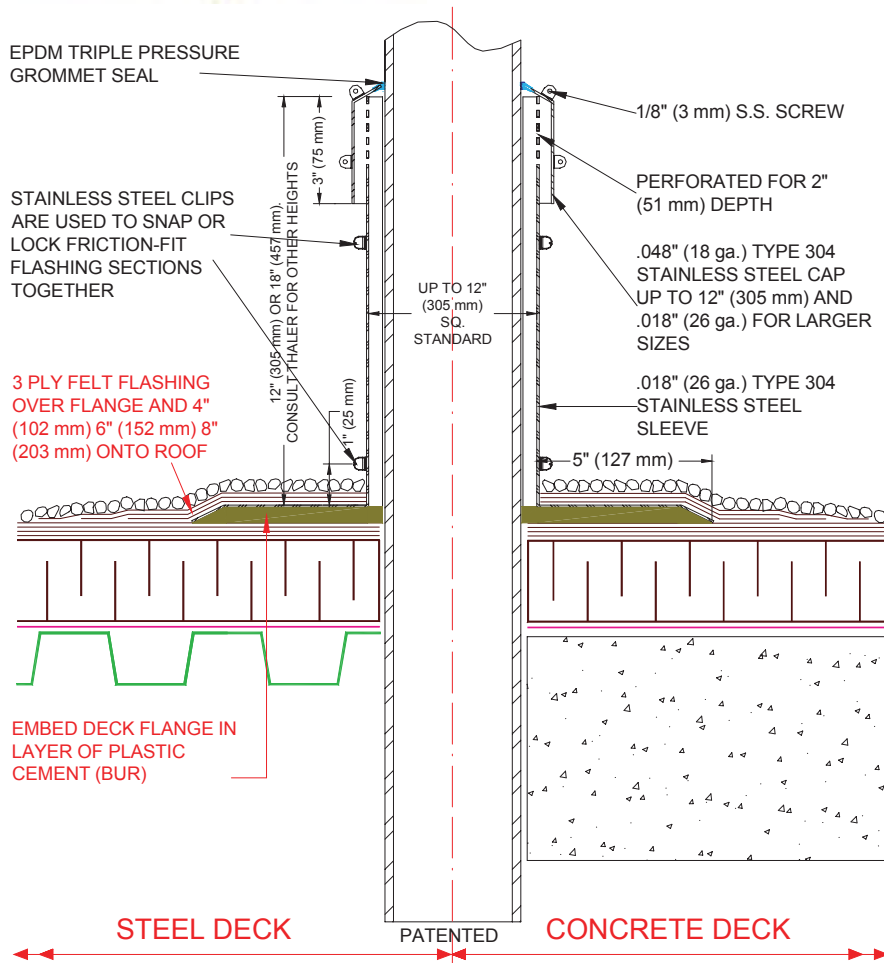 EPDM TRIPLE PRESSURE
GROMMET SEAL
1/8" (3 mm) S.S. SCREW
3" (75 mm)
PERFORATED FOR 2"
(51 mm) DEPTH
STAINLESS STEEL CLIPS
ARE USED TO SNAP OR
LOCK FRICTION-FIT
FLASHING SECTIONS
TOGETHER
12" (305 mm) OR 18" (457 mm).
CONSULT THALER FOR OTHER HEIGHTS
UP TO 12"
(305 mm)
SQ.
STANDARD
.048" (18 ga.) TYPE 304
STAINLESS STEEL CAP
UP TO 12" (305 mm) AND
.018" (26 ga.) FOR LARGER
SIZES
1" (25 mm)
3 PLY FELT FLASHING
OVER FLANGE AND 4"
(102 mm) 6" (152 mm) 8"
(203 mm) ONTO ROOF
.018" (26 ga.) TYPE 304
STAINLESS STEEL
SLEEVE
5" (127 mm)
EMBED DECK FLANGE IN
LAYER OF PLASTIC
CEMENT (BUR)
STEEL DECK
PATENTED
CONCRETE DECK